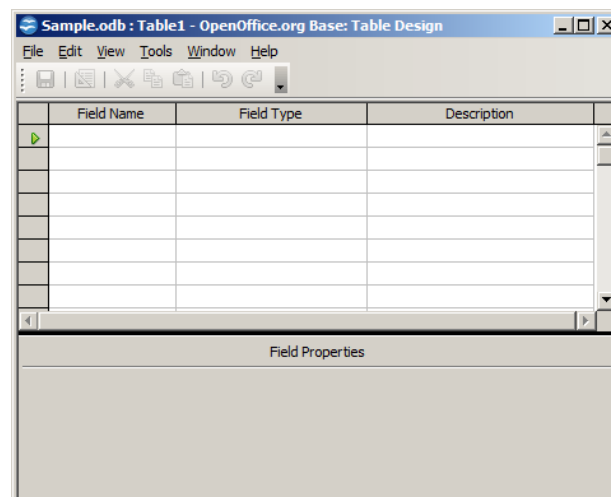 Sample.odb : Table1 - OpenOffice.org Base: Table Design
File Edit View Tools Window Help
Field Name Field Type Description
Field Properties